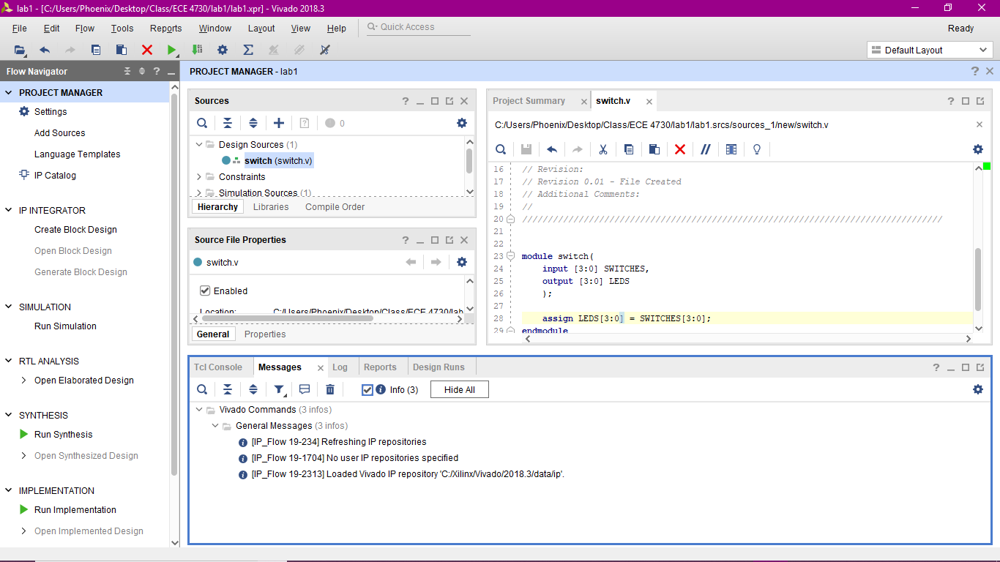 lab1 - [C:/Users/Phoenix/Desktop/Class/ECE 4730/lab1/lab1.xpr] - Vivado 2018.3
File Edit Flow Tools Reports Window Layout View Help Quick Access Ready
Default Layout
Flow Navigator
PROJECT MANAGER
Settings
Add Sources
Language Templates
IP Catalog
IP INTEGRATOR
Create Block Design
Open Block Design
Generate Block Design
SIMULATION
Run Simulation
RTL ANALYSIS
Open Elaborated Design
SYNTHESIS
Run Synthesis
Open Synthesized Design
IMPLEMENTATION
Run Implementation
Open Implemented Design
PROJECT MANAGER - lab1
Sources
0
Design Sources (1)
switch (switch.v)
Constraints
Simulation Sources (1)
Hierarchy Libraries Compile Order
Source File Properties
switch.v
Enabled
Location: C:/Users/Phoenix/Desktop/Class/ECE 4730/lab
General Properties
Project Summary switch.v
C:/Users/Phoenix/Desktop/Class/ECE 4730/lab1/lab1.srcs/sources_1/new/switch.v
16 // Revision:
17 // Revision 0.01 - File Created
18 // Additional Comments:
19 //
20 //////////////////////////////////////////////////////////////////////////////////
21
22
23 module switch(
24 input [3:0] SWITCHES,
25 output [3:0] LEDS
26 );
27
28 assign LEDS[3:0] = SWITCHES[3:0];
29 endmodule
Tcl Console Messages Log Reports Design Runs
Info (3) Hide All
Vivado Commands (3 infos)
General Messages (3 infos)
[IP_Flow 19-234] Refreshing IP repositories
[IP_Flow 19-1704] No user IP repositories specified
[IP_Flow 19-2313] Loaded Vivado IP repository 'C:/Xilinx/Vivado/2018.3/data/ip'.